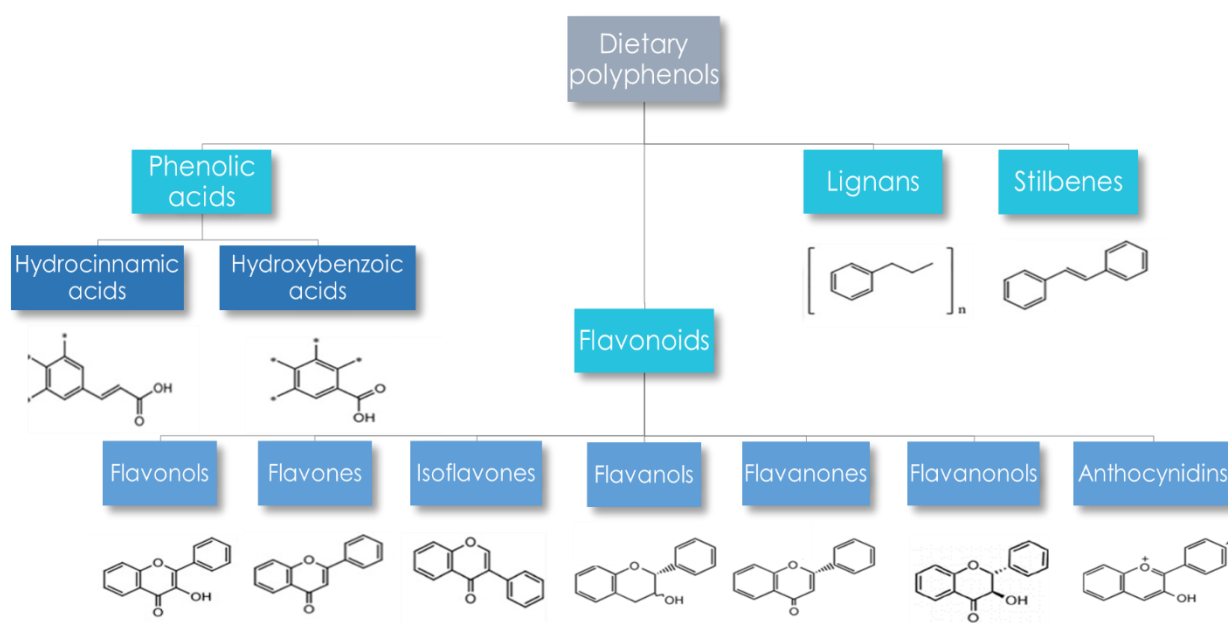 Dietary
polyphenols
Phenolic
acids
Lignans
Stilbenes
Hydrocinnamic
acids
Hydroxybenzoic
acids
n
Flavonoids
*
*
*
OH
O
*
*
*
*
O
OH
Flavonols
Flavones
Isoflavones
Flavanols
Flavanones
Flavanonols
Anthocynidins
O
OH
O
O
O
O
O
O
OH
O
O
O
OH
O
O
+
OH